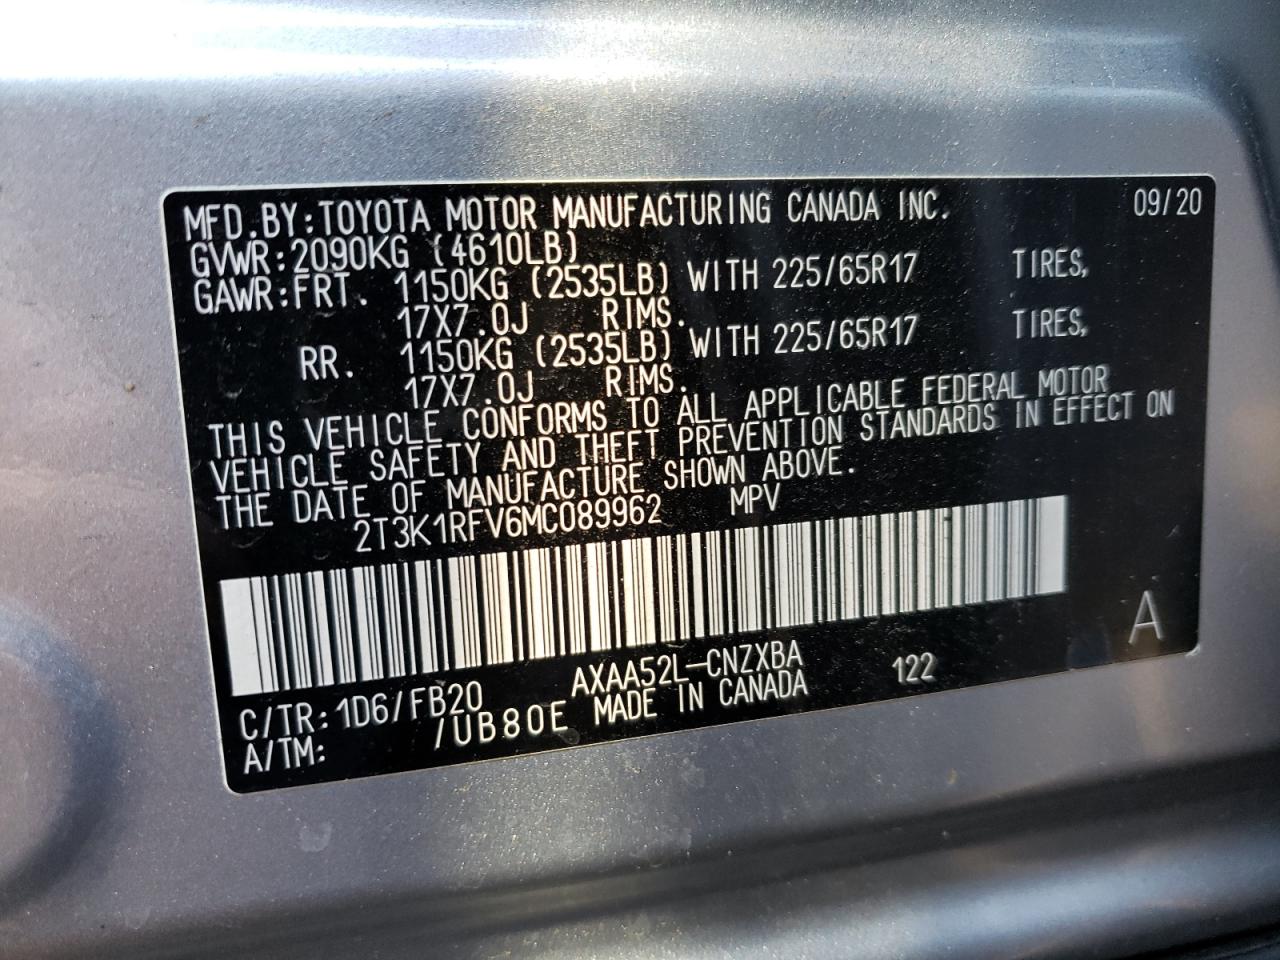 MFD.BY:TOYOTA MOTOR MANUFACTURING CANADA INC. 09/20
GVWR:2090KG (4610LB)
GAWR:FRT. 1150KG (2535LB) WITH 225/65R17 TIRES,
17X7.0J RIMS.
RR. 1150KG (2535LB) WITH 225/65R17 TIRES,
17X7.0J RIMS.
THIS VEHICLE CONFORMS TO ALL APPLICABLE FEDERAL MOTOR
VEHICLE SAFETY AND THEFT PREVENTION STANDARDS IN EFFECT ON
THE DATE OF MANUFACTURE SHOWN ABOVE.
2T3K1RFV6MC089962 MPV
A
AXAA52L-CNZXBA 122
C/TR:1D6/FB20 MADE IN CANADA
A/TM: /UB80E